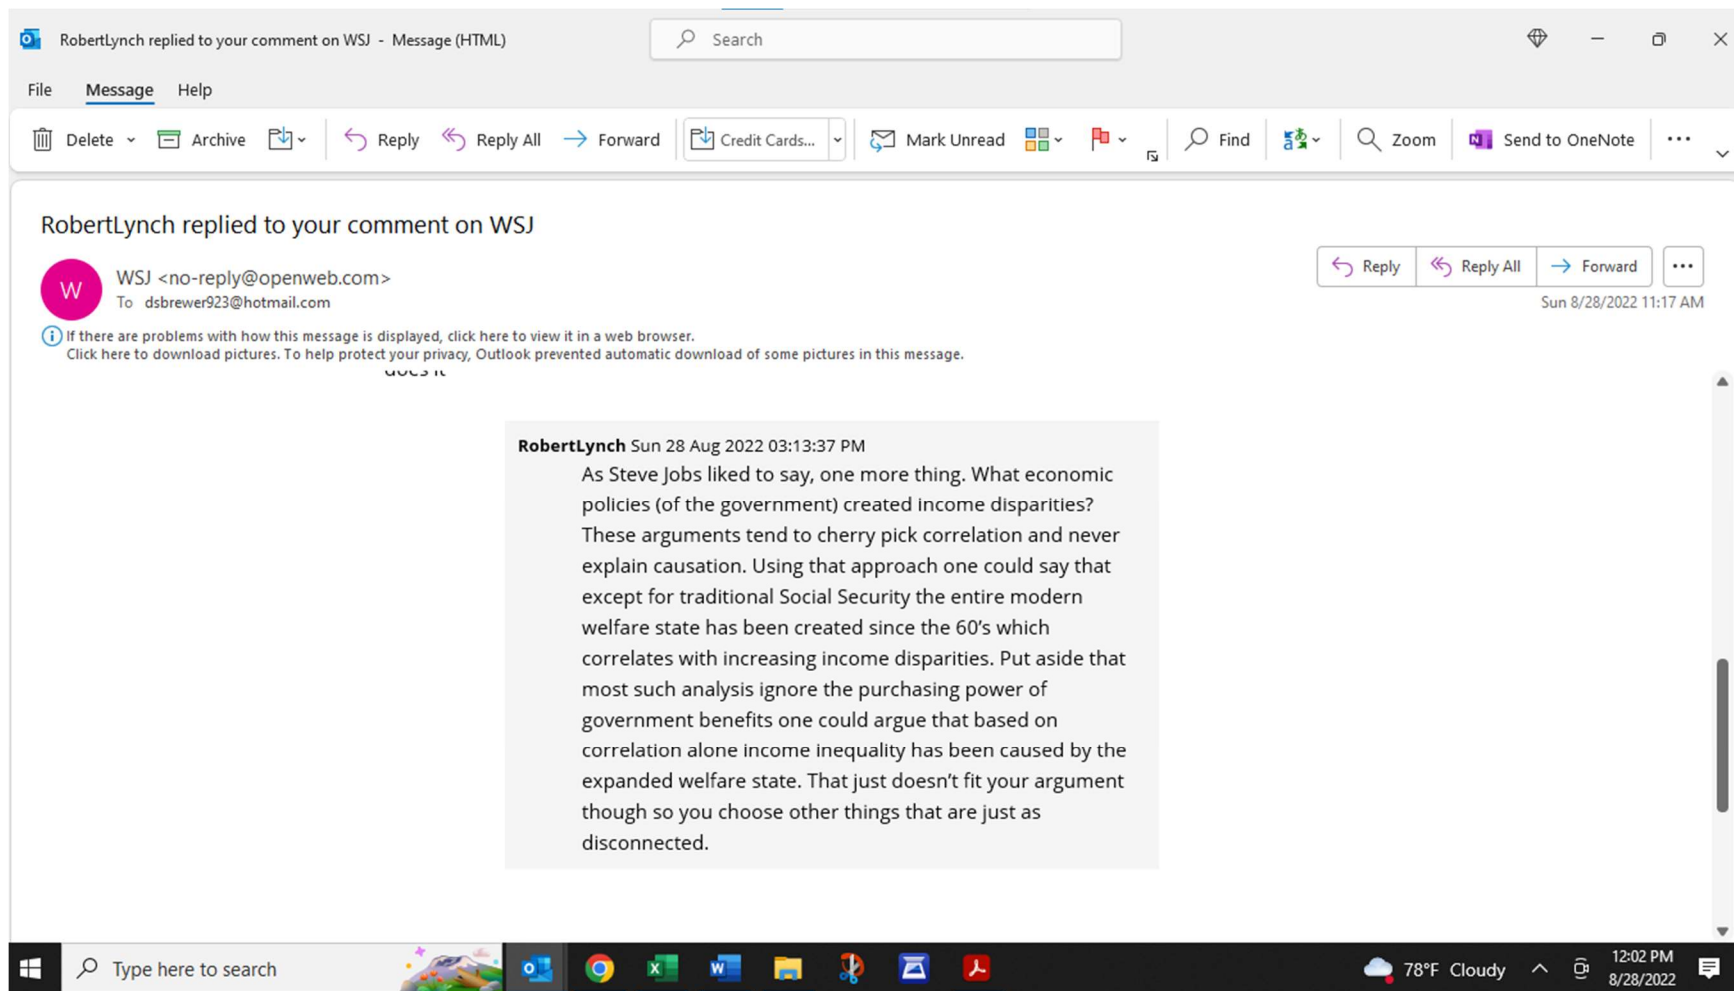 RobertLynch replied to your comment on WSJ - Message (HTML)
Search
File Message Help
Delete Archive Reply Reply All Forward Credit Cards... Mark Unread Find Zoom Send to OneNote
RobertLynch replied to your comment on WSJ
W
WSJ <no-reply@openweb.com>
To dsbrewer923@hotmail.com
Reply Reply All Forward
Sun 8/28/2022 11:17 AM
If there are problems with how this message is displayed, click here to view it in a web browser.
Click here to download pictures. To help protect your privacy, Outlook prevented automatic download of some pictures in this message.
does it
RobertLynch Sun 28 Aug 2022 03:13:37 PM
As Steve Jobs liked to say, one more thing. What economic
policies (of the government) created income disparities?
These arguments tend to cherry pick correlation and never
explain causation. Using that approach one could say that
except for traditional Social Security the entire modern
welfare state has been created since the 60's which
correlates with increasing income disparities. Put aside that
most such analysis ignore the purchasing power of
government benefits one could argue that based on
correlation alone income inequality has been caused by the
expanded welfare state. That just doesn't fit your argument
though so you choose other things that are just as
disconnected.
Type here to search
78°F Cloudy
12:02 PM
8/28/2022